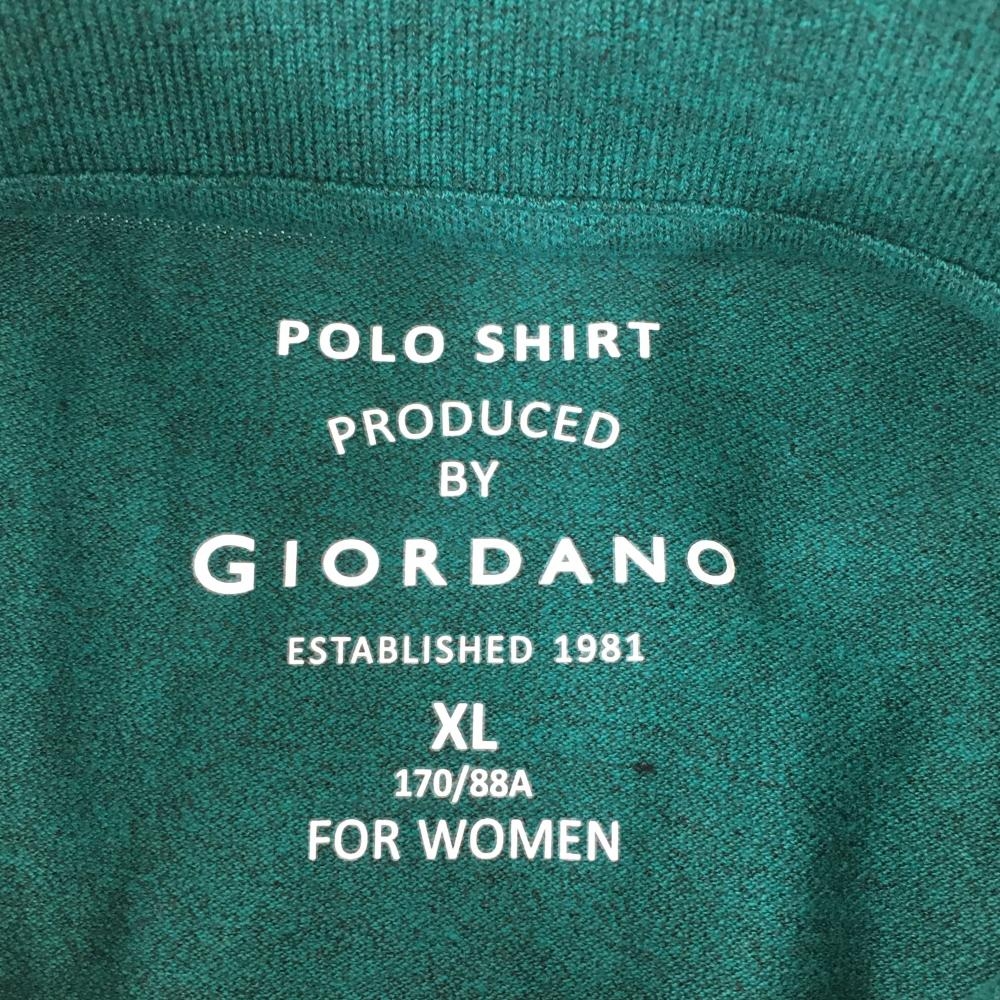 POLO SHIRT
PRODUCED
BY
GIORDANO
ESTABLISHED 1981
XL
170/88A
FOR WOMEN